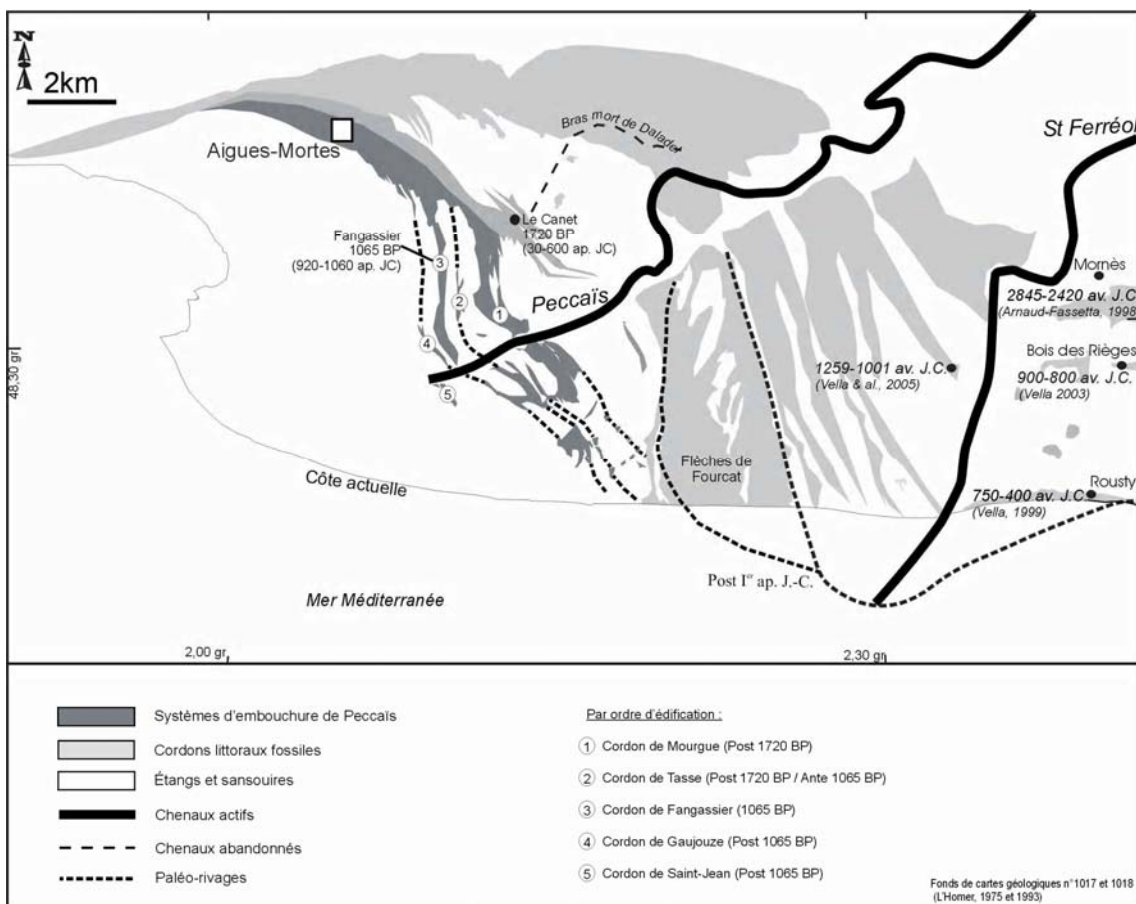 N
2km
Bras mort de Daladel
St Ferréol
Aigues-Mortes
Le Canet
1720 BP
(30-600 ap. JC)
Fangassier
1065 BP
(920-1060 ap. JC)
3
2
1
4
5
Peccaïs
Mornès
2845-2420 av. J.C
(Arnaud-Fassetta, 1998)
Bois des Rièges
900-800 av. J.C.
(Vella 2003)
1259-1001 av. J.C.
(Vella & al., 2005)
48,30 gr
Flèches de
Fourcat
Côte actuelle
Rousty
750-400 av. J.C.
(Vella, 1999)
Post Ier ap. J.-C.
Mer Méditerranée
2,00 gr
2,30 gr
Systèmes d'embouchure de Peccaïs
Cordons littoraux fossiles
Étangs et sansouires
Chenaux actifs
Chenaux abandonnés
Paléo-rivages
Par ordre d'édification :
1 Cordon de Mourgue (Post 1720 BP)
2 Cordon de Tasse (Post 1720 BP / Ante 1065 BP)
3 Cordon de Fangassier (1065 BP)
4 Cordon de Gaujouze (Post 1065 BP)
5 Cordon de Saint-Jean (Post 1065 BP)
Fonds de cartes géologiques n°1017 et 1018
(L'Homer, 1975 et 1993)